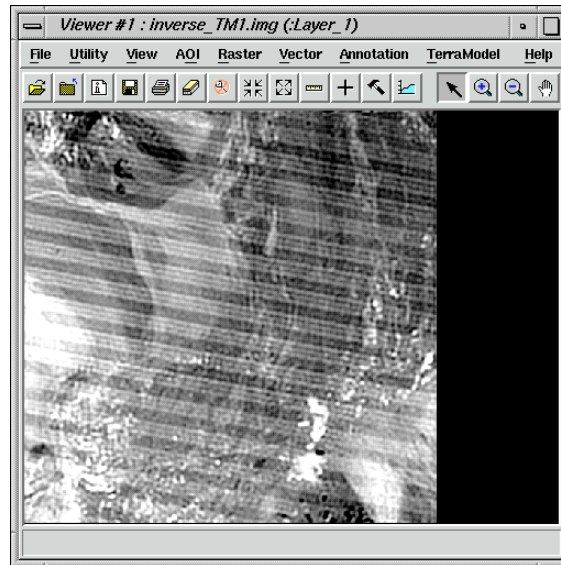 Viewer #1 : inverse_TM1.img (:Layer_1)
File Utility View AOI Raster Vector Annotation TerraModel Help